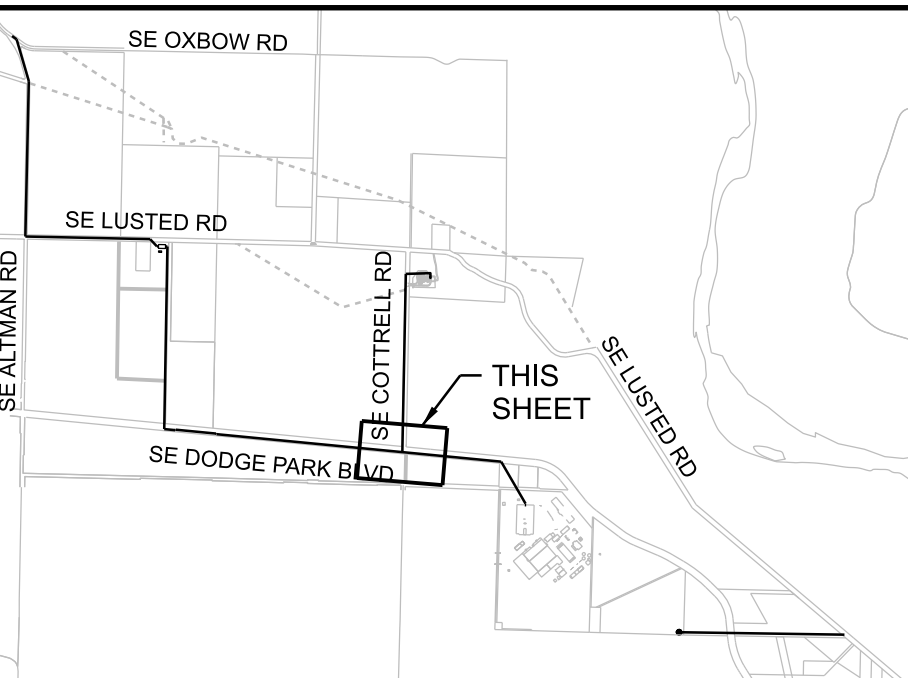 SE OXBOW RD
SE LUSTED RD
SE ALTMAN RD
SE COTTRELL RD
THIS
SHEET
SE LUSTED RD
SE DODGE PARK BLVD